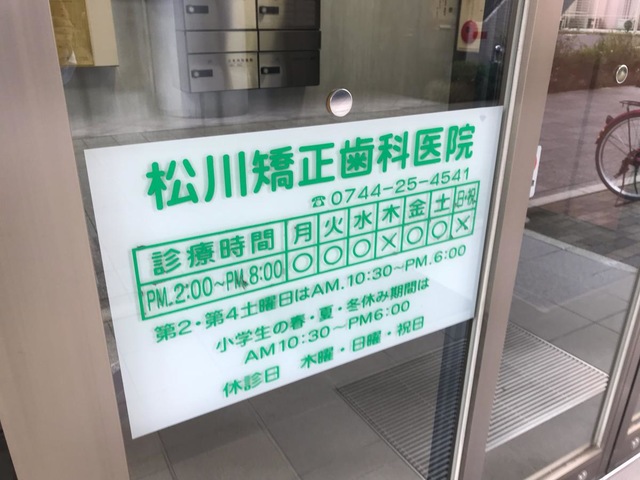 松川矯正歯科医院
☎0744-25-4541
診療時間 月 火 水 木 金 土 日・祝
PM.2:00～PM.8:00 ○ ○ ○ × ○ ○ ×
第2・第4土曜日はAM.10:30～PM.6:00
小学生の春・夏・冬休み期間は
AM10:30～PM6:00
休診日 木曜・日曜・祝日